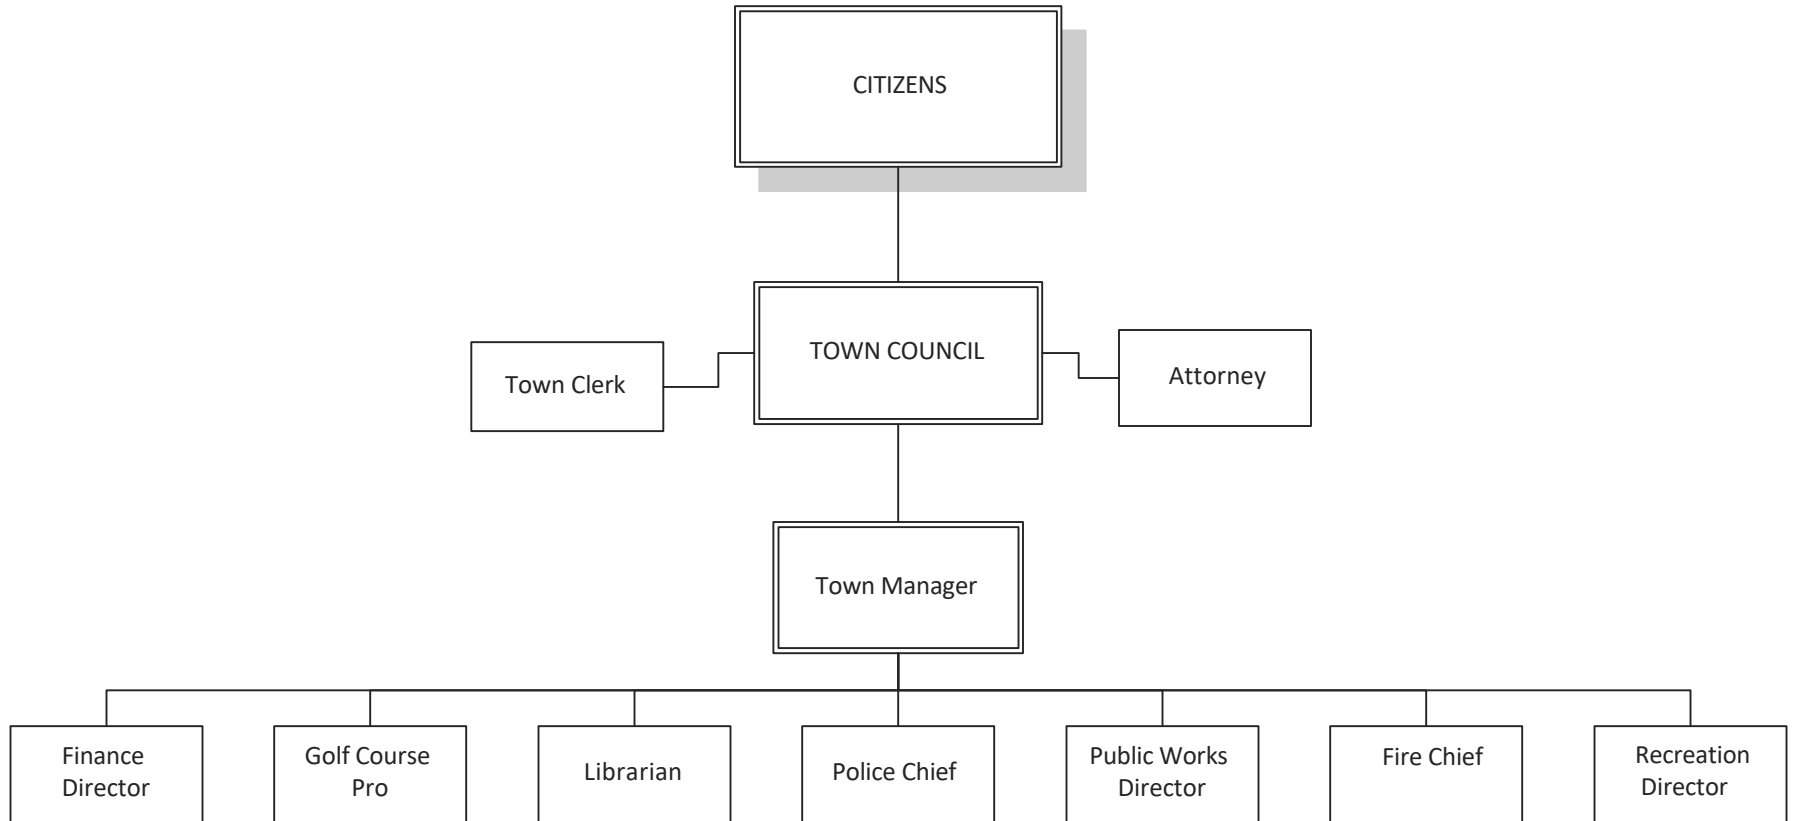 CITIZENS
TOWN COUNCIL
Town Clerk
Attorney
Town Manager
Finance
Director
Golf Course
Pro
Librarian
Police Chief
Public Works
Director
Fire Chief
Recreation
Director